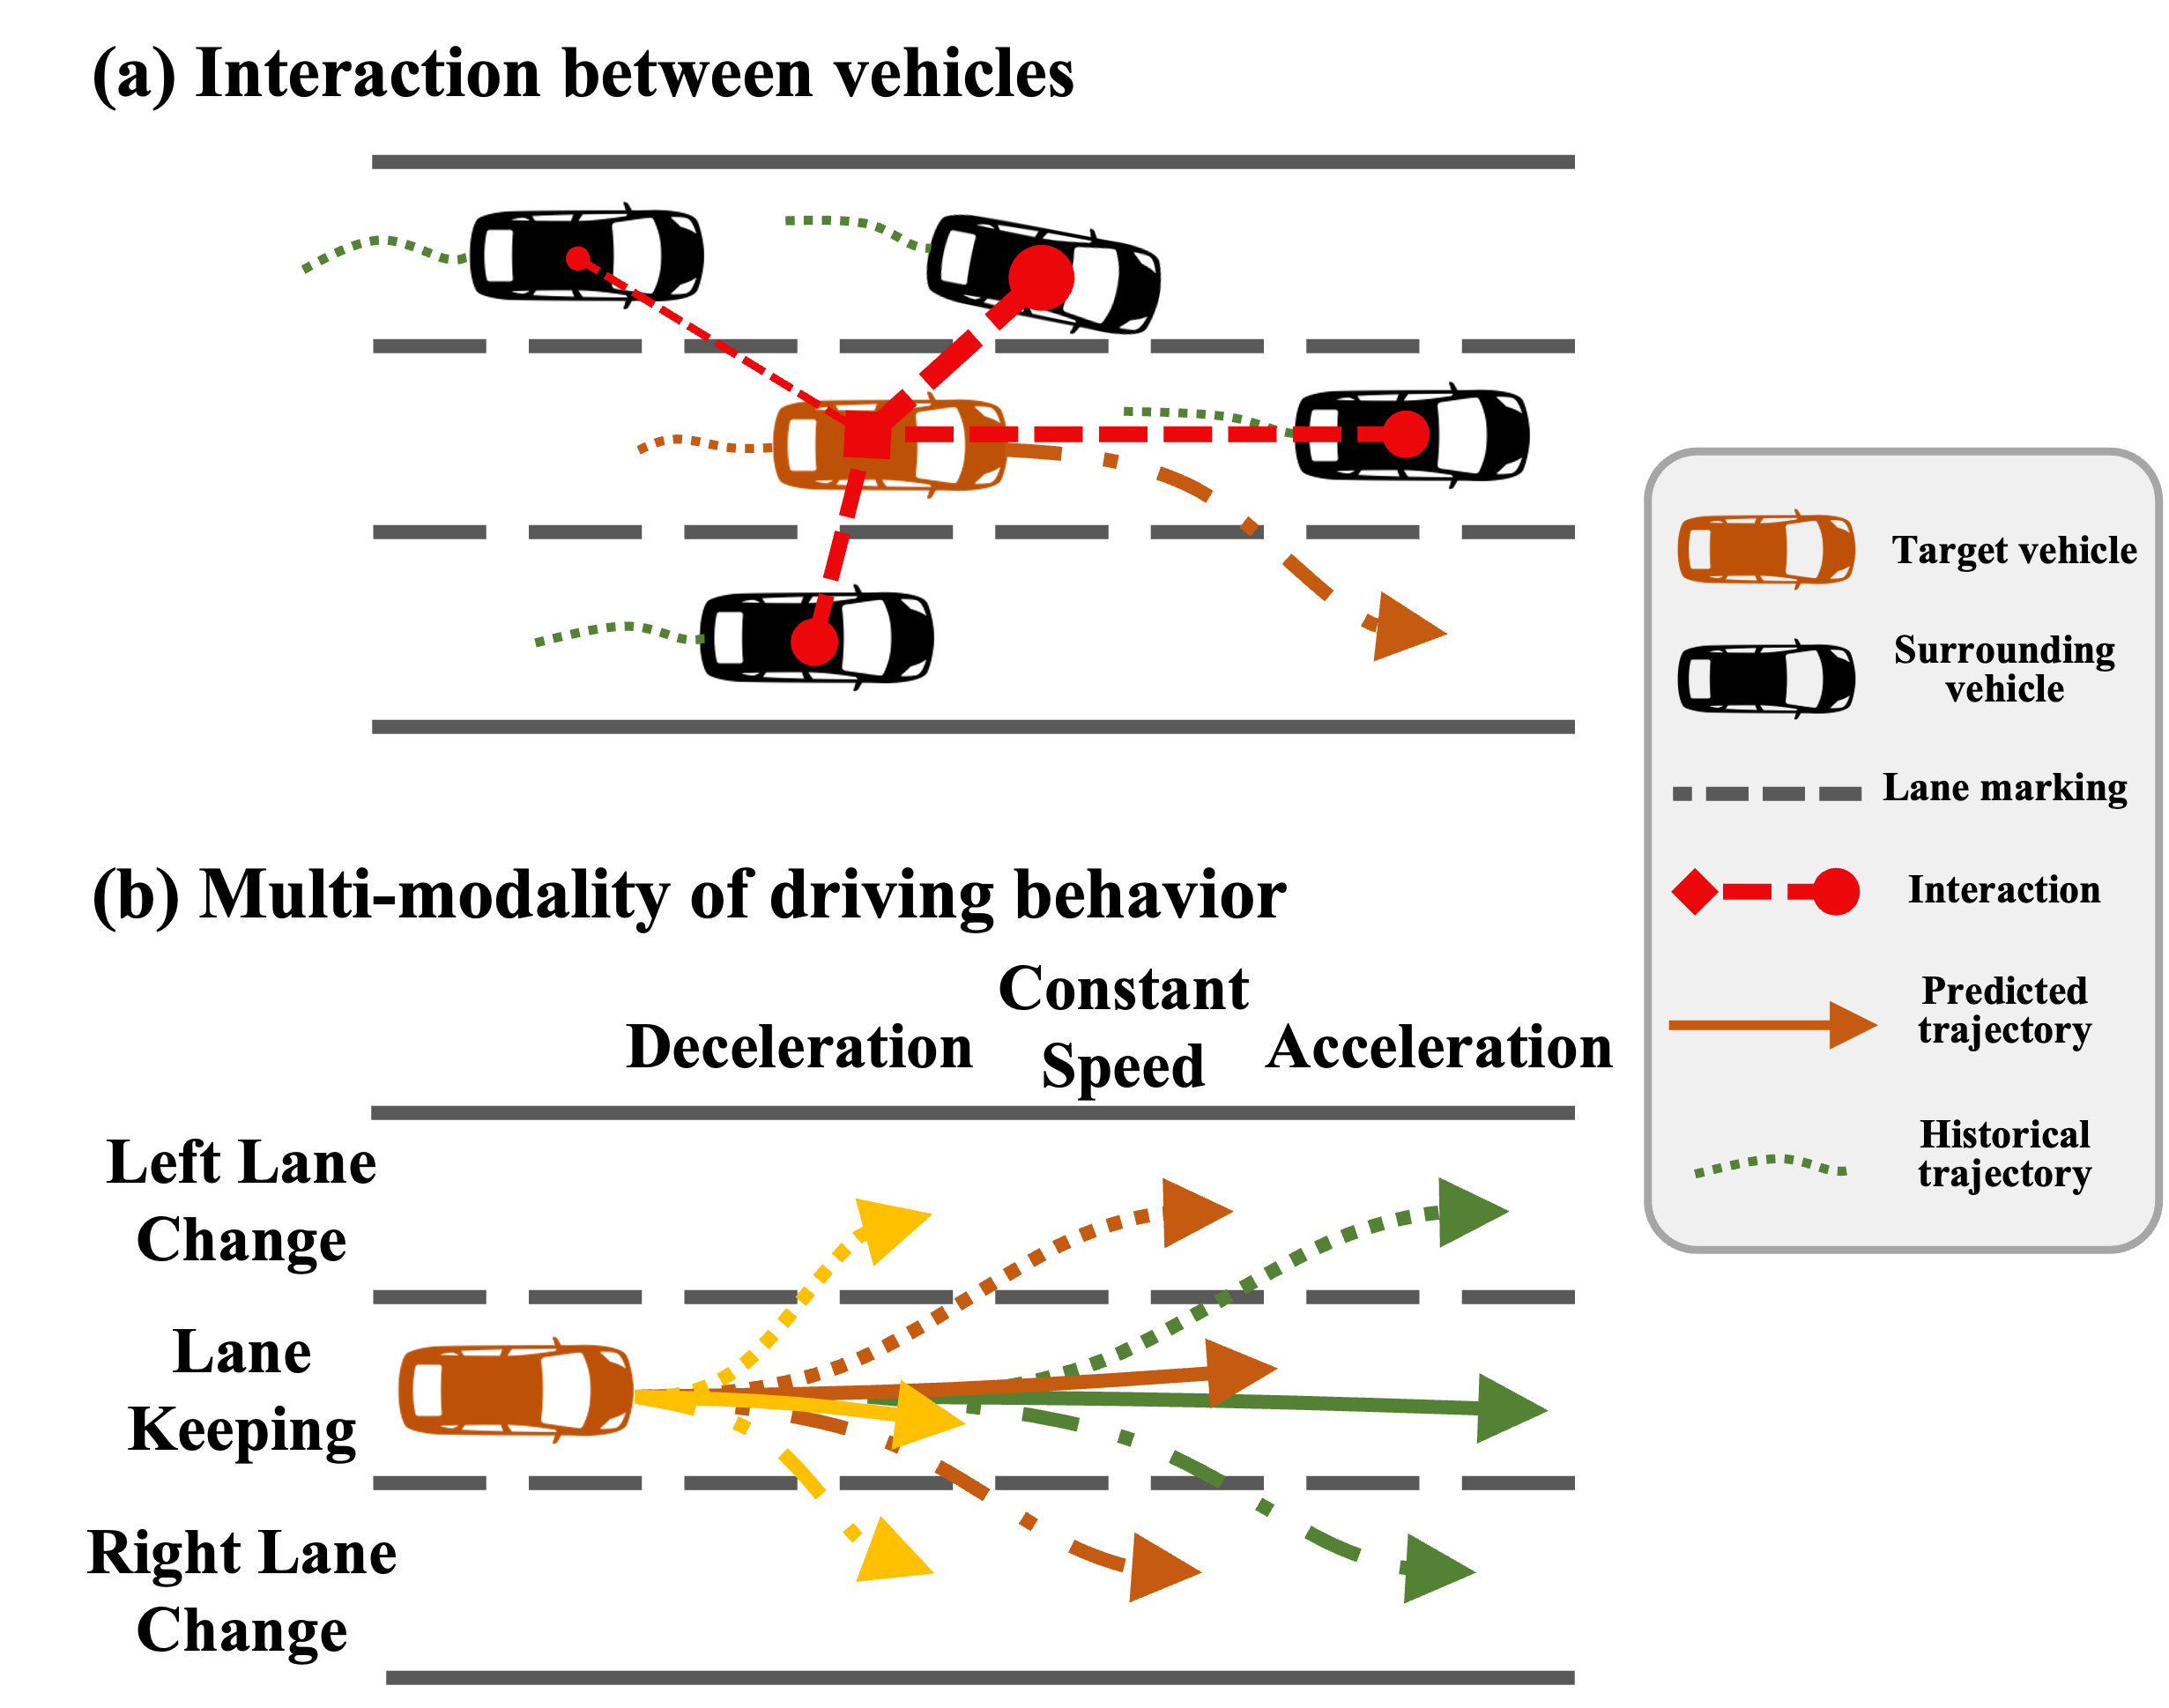 (a) Interaction between vehicles
Target vehicle
Surrounding
vehicle
Lane marking
Interaction
Predicted
trajectory
Historical
trajectory
(b) Multi-modality of driving behavior
Deceleration
Constant
Speed
Acceleration
Left Lane
Change
Lane
Keeping
Right Lane
Change